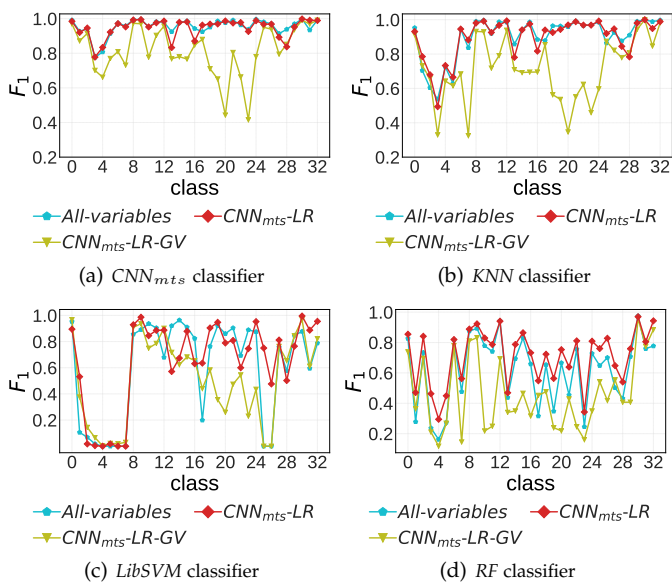 1.0
0.8
0.6
0.4
0.2
F1
0 4 8 12 16 20 24 28 32
class
All-variables CNNmts-LR
CNNmts-LR-GV
(a) CNNmts classifier
1.0
0.8
0.6
0.4
0.2
F1
0 4 8 12 16 20 24 28 32
class
All-variables CNNmts-LR
CNNmts-LR-GV
(b) KNN classifier
1.0
0.8
0.6
0.4
0.2
F1
0 4 8 12 16 20 24 28 32
class
All-variables CNNmts-LR
CNNmts-LR-GV
(c) LibSVM classifier
1.0
0.8
0.6
0.4
0.2
F1
0 4 8 12 16 20 24 28 32
class
All-variables CNNmts-LR
CNNmts-LR-GV
(d) RF classifier